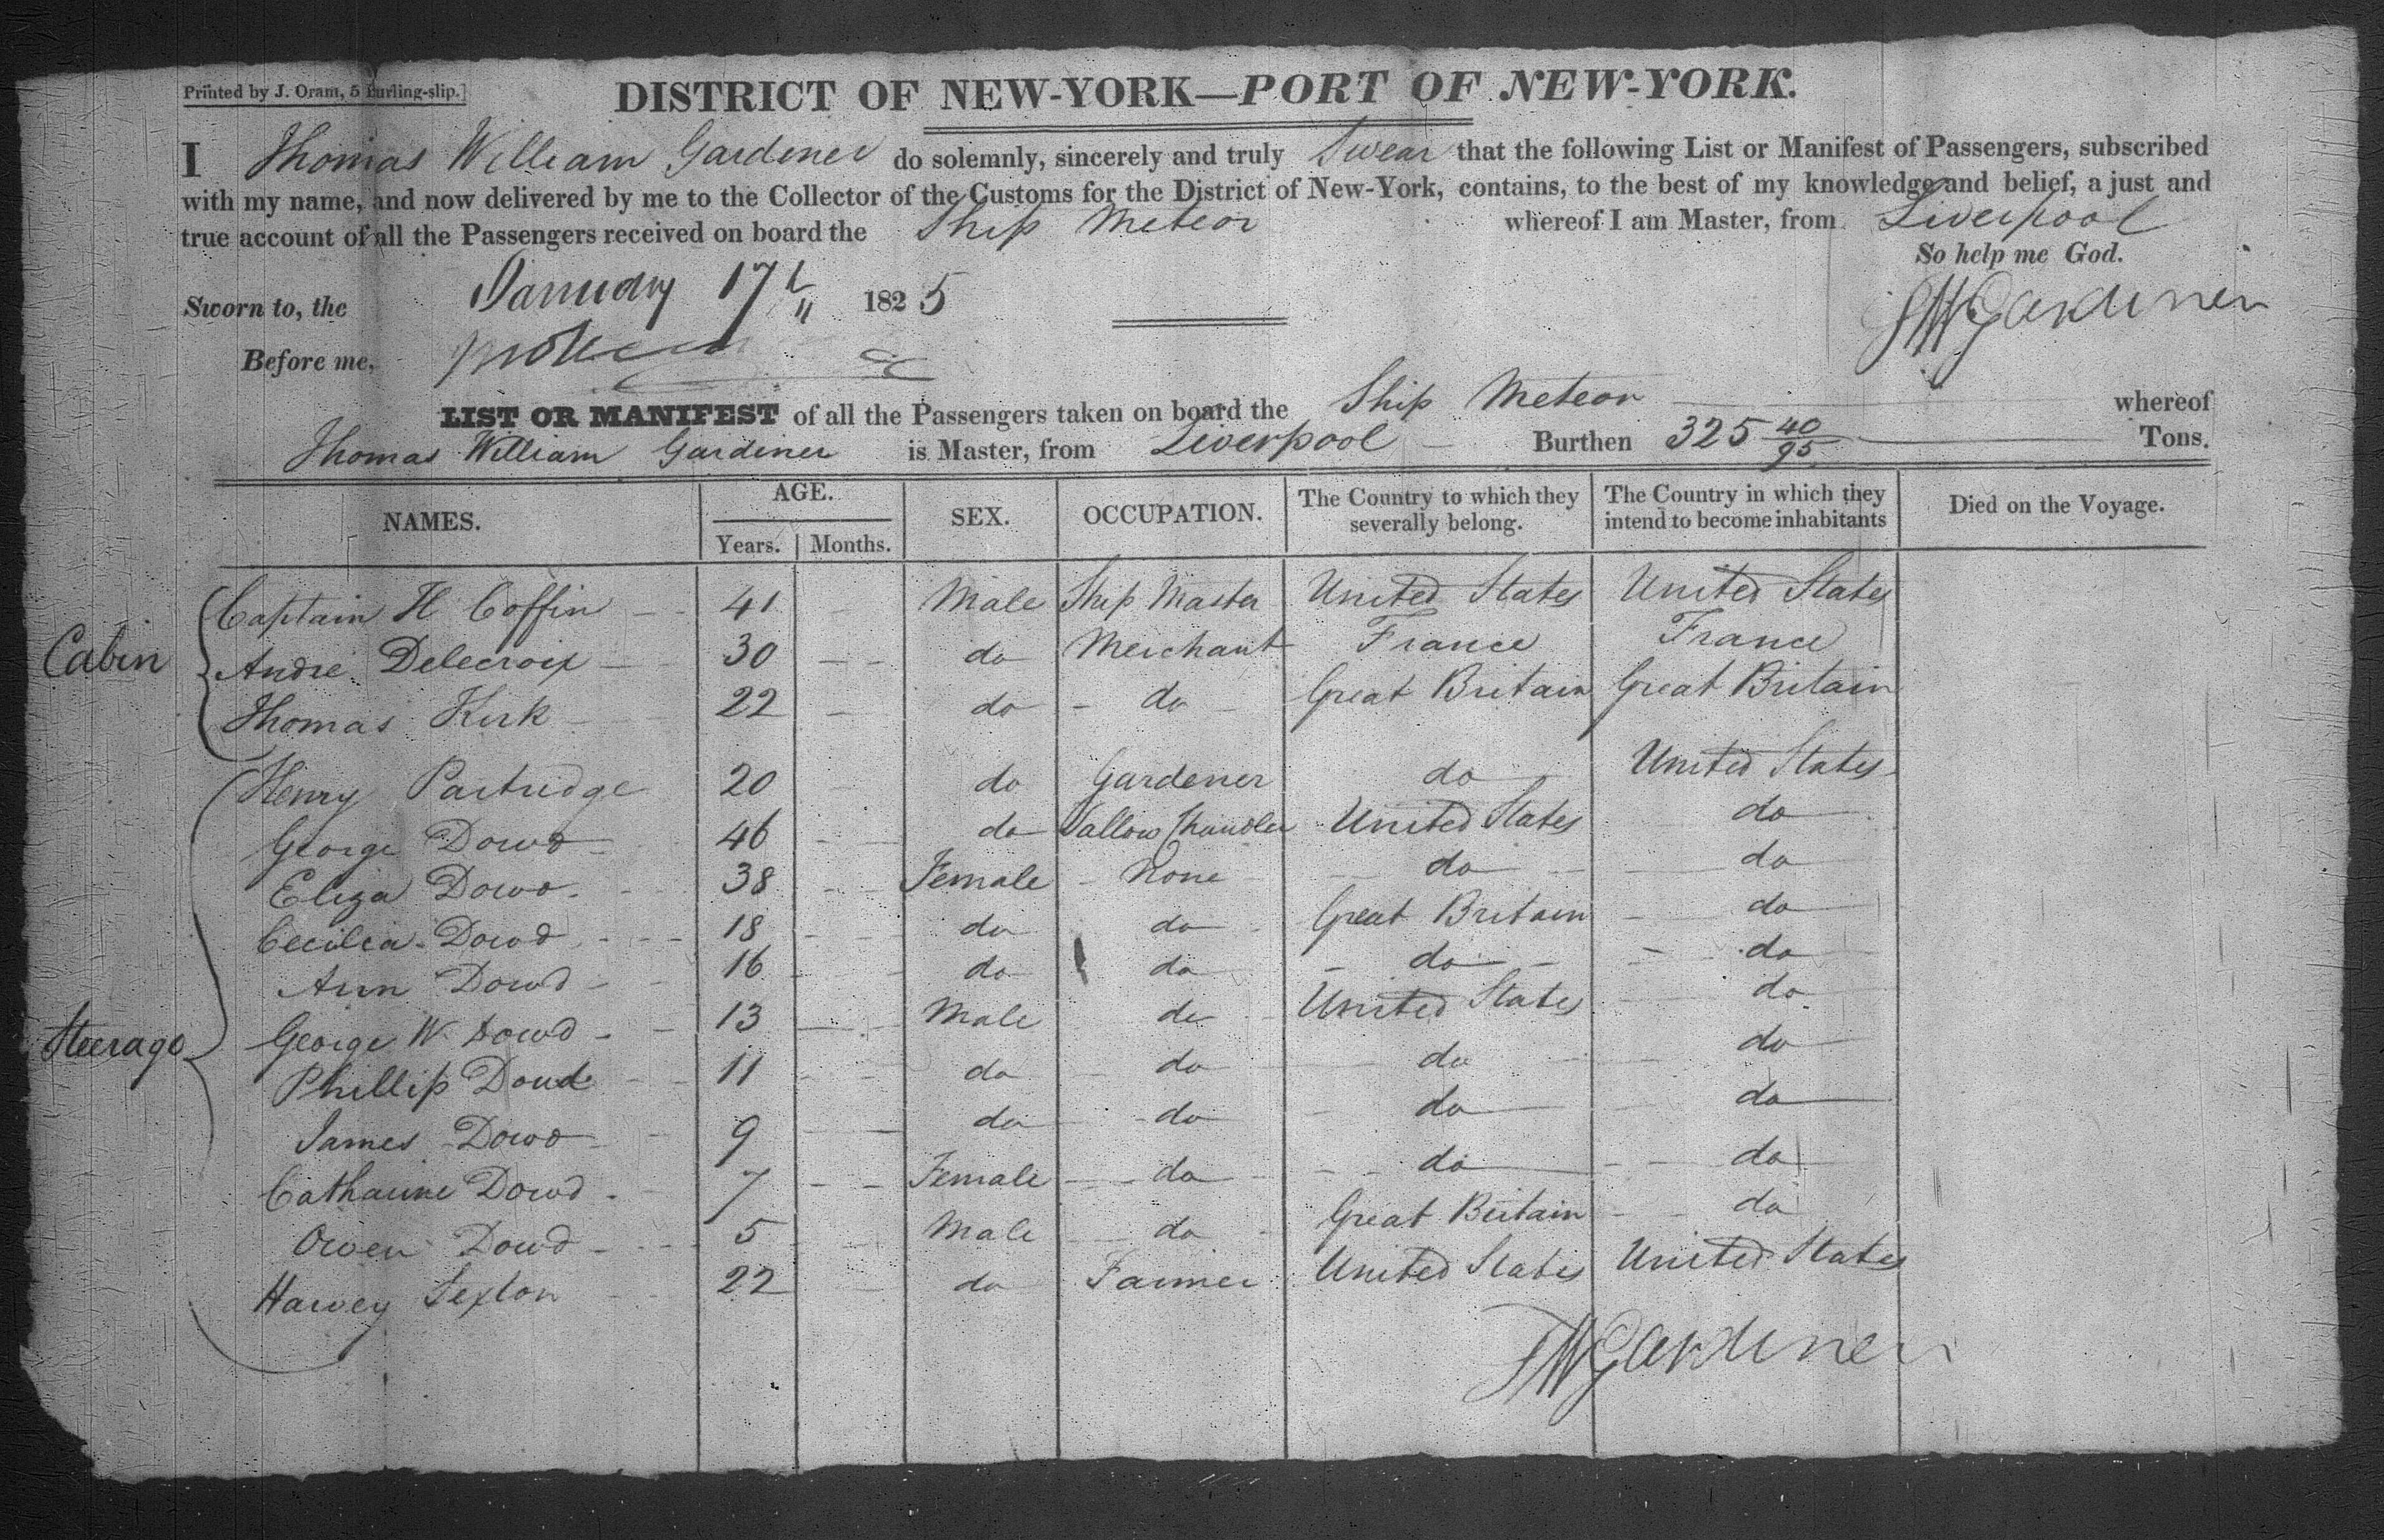 Printed by J. Oram, 5 Burling-slip.]
DISTRICT OF NEW-YORK—PORT OF NEW-YORK.
I Thomas William Gardiner do solemnly, sincerely and truly Swear that the following List or Manifest of Passengers, subscribed
with my name, and now delivered by me to the Collector of the Customs for the District of New-York, contains, to the best of my knowledge and belief, a just and
true account of all the Passengers received on board the Ship Meteor whereof I am Master, from Liverpool
So help me God.
Sworn to, the January 17th 1825
TWGardiner
Before me,
LIST OR MANIFEST of all the Passengers taken on board the Ship Meteor whereof
Thomas William Gardiner is Master, from Liverpool Burthen 325 40/95 Tons.
NAMES. AGE. Years. Months. SEX. OCCUPATION. The Country to which they severally belong. The Country in which they intend to become inhabitants Died on the Voyage.
Cabin
Captain H Coffin 41 Male Ship Master United States United States
Andre Delecroix 30 do Merchant France France
Thomas Kirk 22 do do Great Britain Great Britain
Steerage
Henry Partridge 20 do Gardener do United States
George Dowd 46 do Tallow Chandler United States do
Eliza Dowd 38 Female None do do
Cecilia Dowd 18 do do Great Britain do
Ann Dowd 16 do do do do
George W Dowd 13 Male do United States do
Phillip Doude 11 do do do do
James Dowd 9 do do do do
Catharine Dowd 7 Female do do do
Owen Dowd 5 Male do Great Britain do
Harvey Sexton 22 do Farmer United States United States
TWGardiner